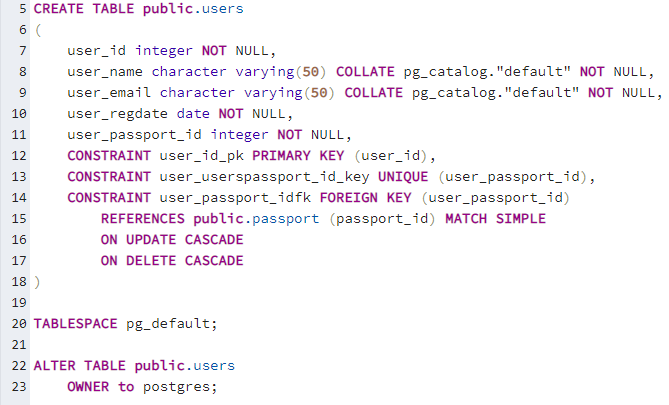 5 CREATE TABLE public.users
6 (
7 user_id integer NOT NULL,
8 user_name character varying(50) COLLATE pg_catalog."default" NOT NULL,
9 user_email character varying(50) COLLATE pg_catalog."default" NOT NULL,
10 user_regdate date NOT NULL,
11 user_passport_id integer NOT NULL,
12 CONSTRAINT user_id_pk PRIMARY KEY (user_id),
13 CONSTRAINT user_userspassport_id_key UNIQUE (user_passport_id),
14 CONSTRAINT user_passport_idfk FOREIGN KEY (user_passport_id)
15 REFERENCES public.passport (passport_id) MATCH SIMPLE
16 ON UPDATE CASCADE
17 ON DELETE CASCADE
18 )
19
20 TABLESPACE pg_default;
21
22 ALTER TABLE public.users
23 OWNER to postgres;